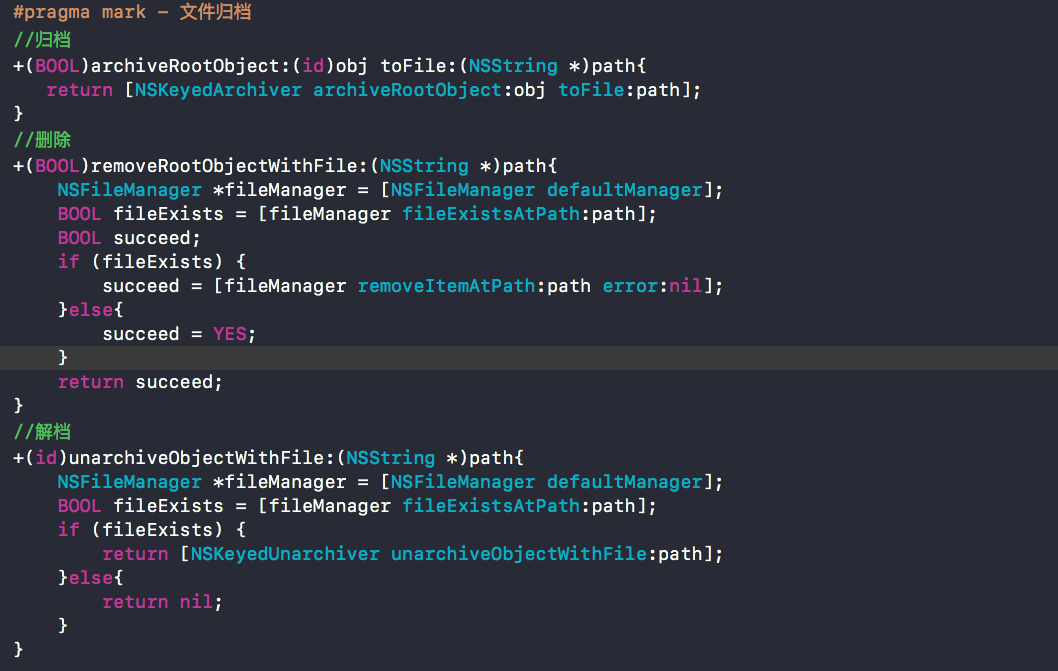 #pragma mark - 文件归档
//归档
+(BOOL)archiveRootObject:(id)obj toFile:(NSString *)path{
   return [NSKeyedArchiver archiveRootObject:obj toFile:path];
}
//删除
+(BOOL)removeRootObjectWithFile:(NSString *)path{
    NSFileManager *fileManager = [NSFileManager defaultManager];
    BOOL fileExists = [fileManager fileExistsAtPath:path];
    BOOL succeed;
    if (fileExists) {
        succeed = [fileManager removeItemAtPath:path error:nil];
    }else{
        succeed = YES;
    }
    return succeed;
}
//解档
+(id)unarchiveObjectWithFile:(NSString *)path{
    NSFileManager *fileManager = [NSFileManager defaultManager];
    BOOL fileExists = [fileManager fileExistsAtPath:path];
    if (fileExists) {
        return [NSKeyedUnarchiver unarchiveObjectWithFile:path];
    }else{
        return nil;
    }
}